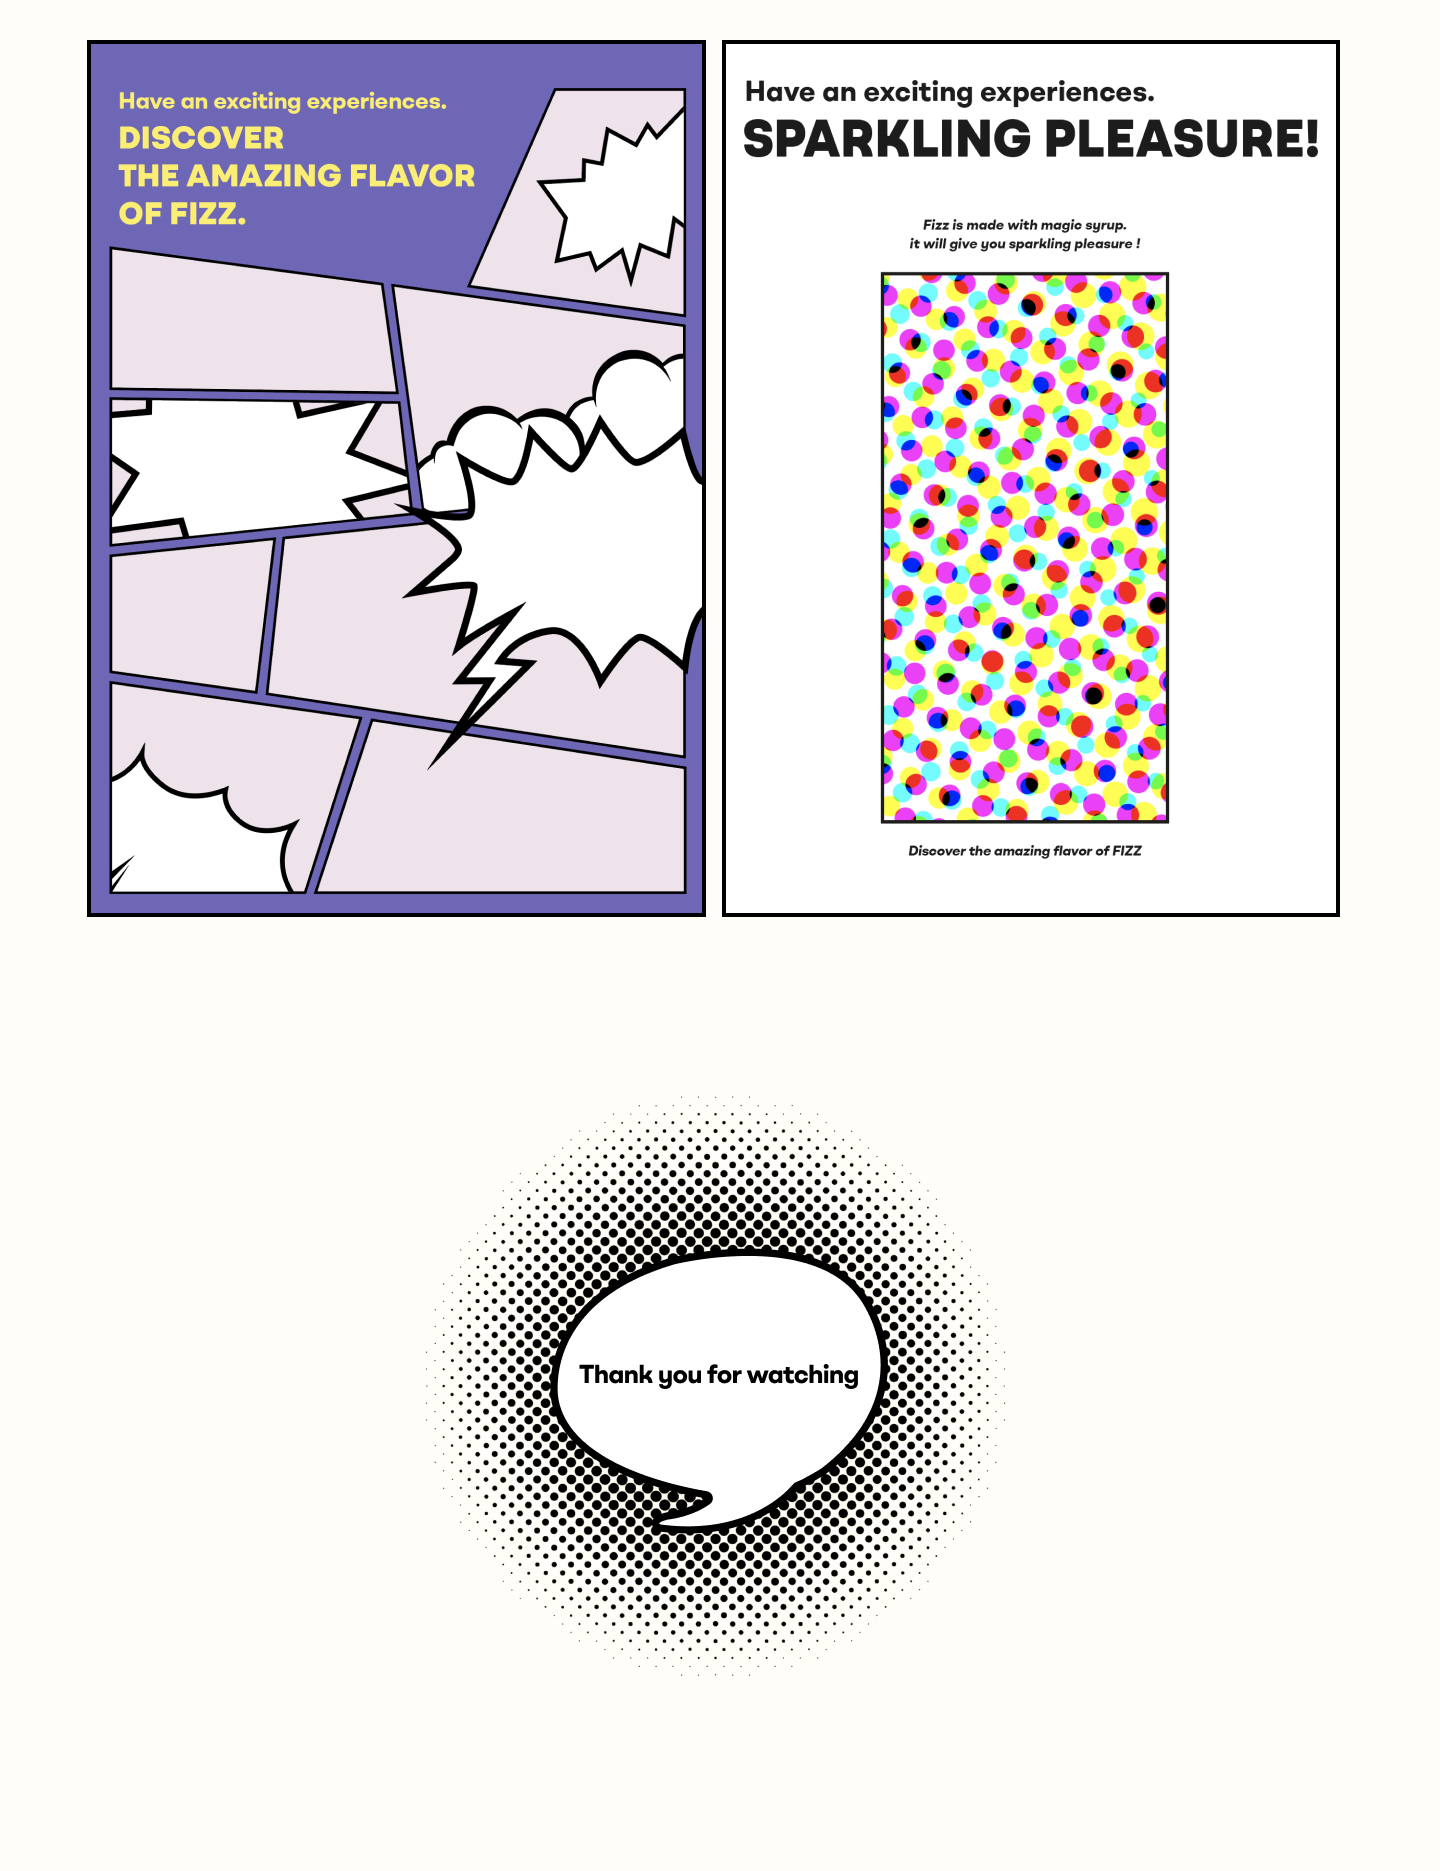 Have an exciting experiences.
DISCOVER
THE AMAZING FLAVOR
OF FIZZ.
Have an exciting experiences.
SPARKLING PLEASURE!
Fizz is made with magic syrup.
it will give you sparkling pleasure !
Discover the amazing flavor of FIZZ
Thank you for watching